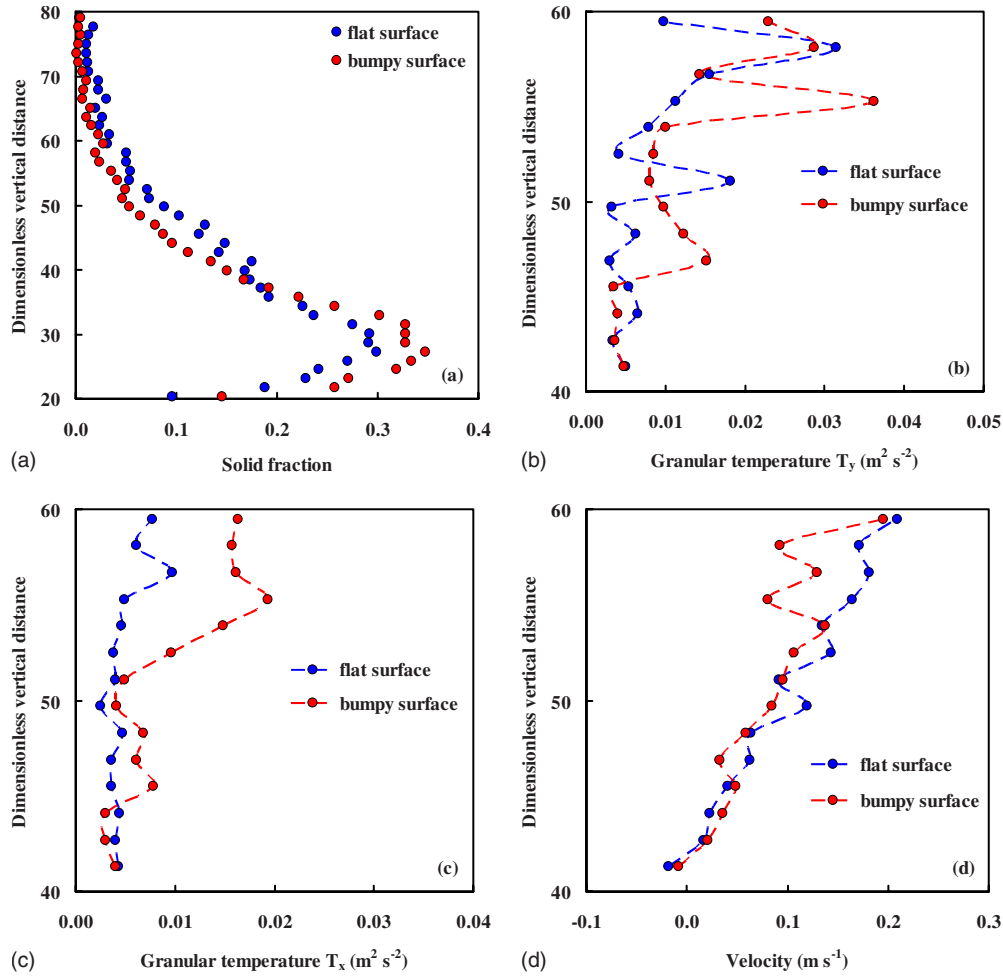 80
70
60
50
40
30
20
Dimensionless vertical distance
flat surface
bumpy surface
(a)
0.0 0.1 0.2 0.3 0.4
(a) Solid fraction
60
50
40
Dimensionless vertical distance
flat surface
bumpy surface
(b)
0.00 0.01 0.02 0.03 0.04 0.05
(b) Granular temperature Ty (m² s⁻²)
60
50
40
Dimensionless vertical distance
flat surface
bumpy surface
(c)
0.00 0.01 0.02 0.03 0.04
(c) Granular temperature Tx (m² s⁻²)
60
50
40
Dimensionless vertical distance
flat surface
bumpy surface
(d)
-0.1 0.0 0.1 0.2 0.3
(d) Velocity (m s⁻¹)